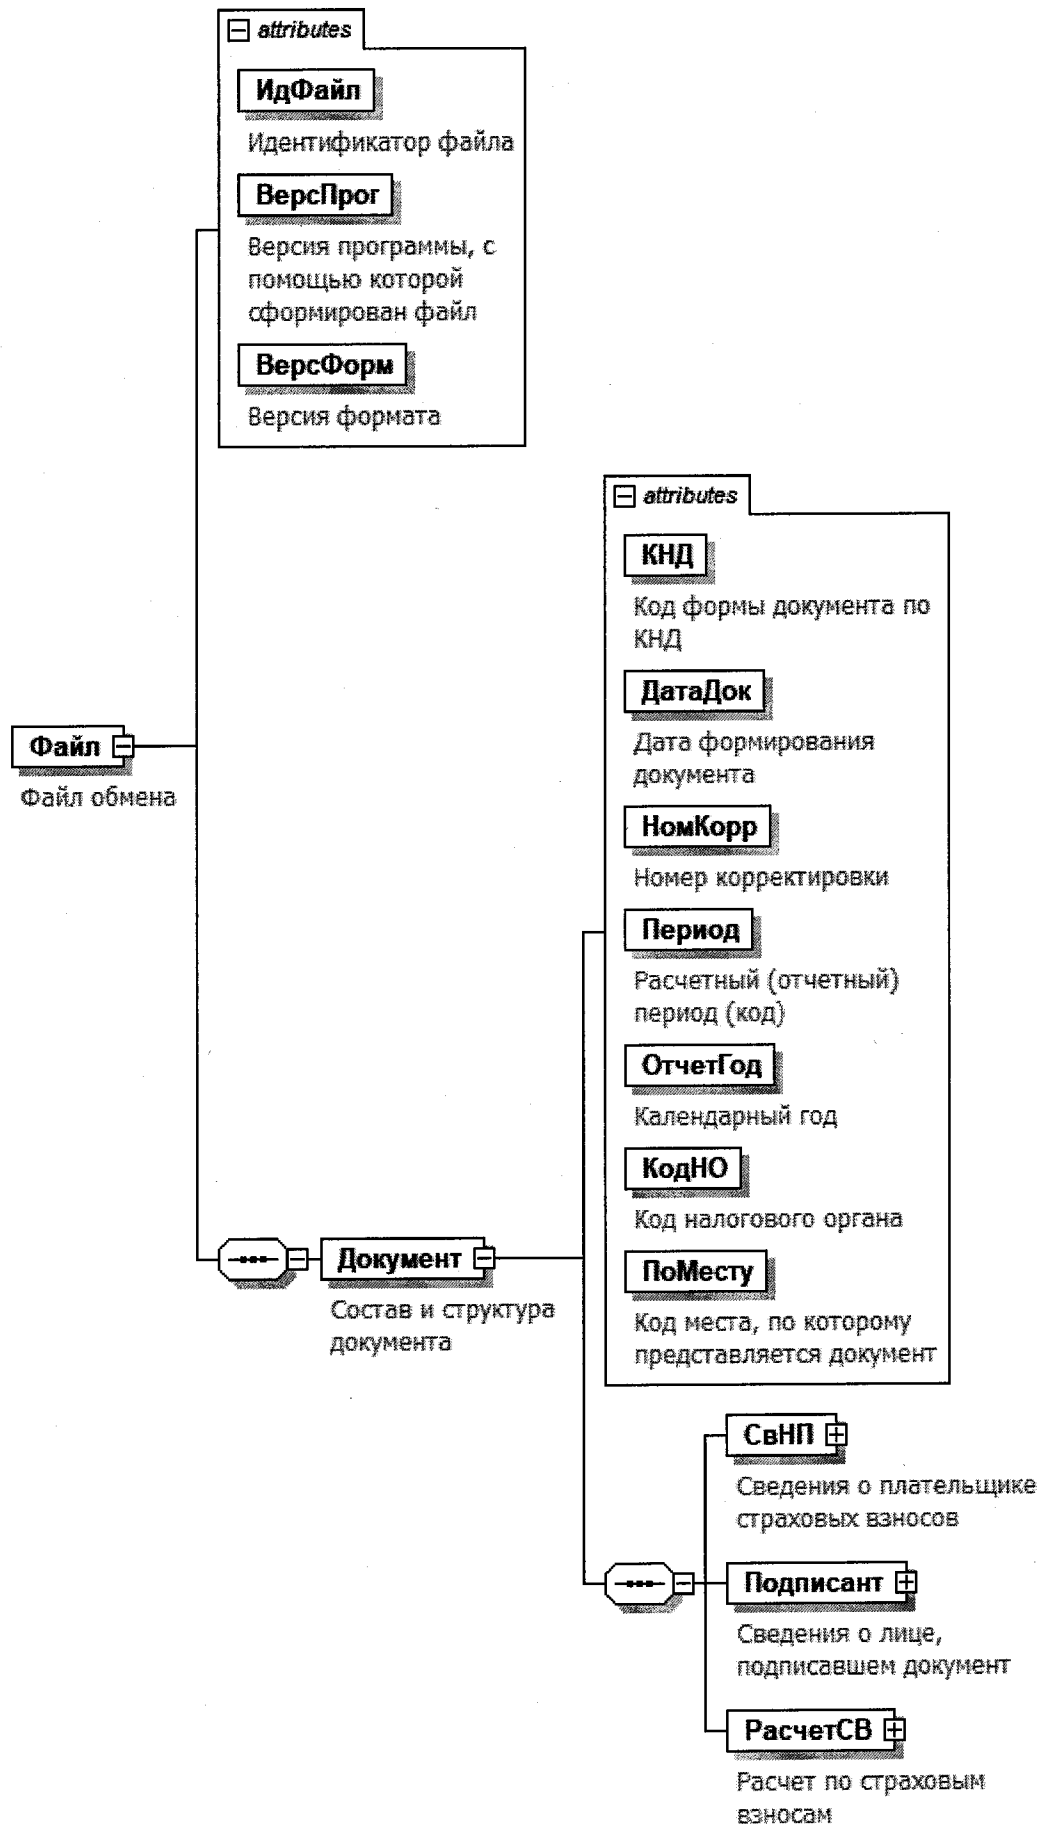 attributes
ИдФайл
Идентификатор файла
ВерсПрог
Версия программы, с
помощью которой
сформирован файл
ВерсФорм
Версия формата
Файл
Файл обмена
Документ
Состав и структура
документа
attributes
КНД
Код формы документа по
КНД
ДатаДок
Дата формирования
документа
НомКорр
Номер корректировки
Период
Расчетный (отчетный)
период (код)
ОтчетГод
Календарный год
КодНО
Код налогового органа
ПоМесту
Код места, по которому
представляется документ
СвНП
Сведения о плательщике
страховых взносов
Подписант
Сведения о лице,
подписавшем документ
РасчетСВ
Расчет по страховым
взносам